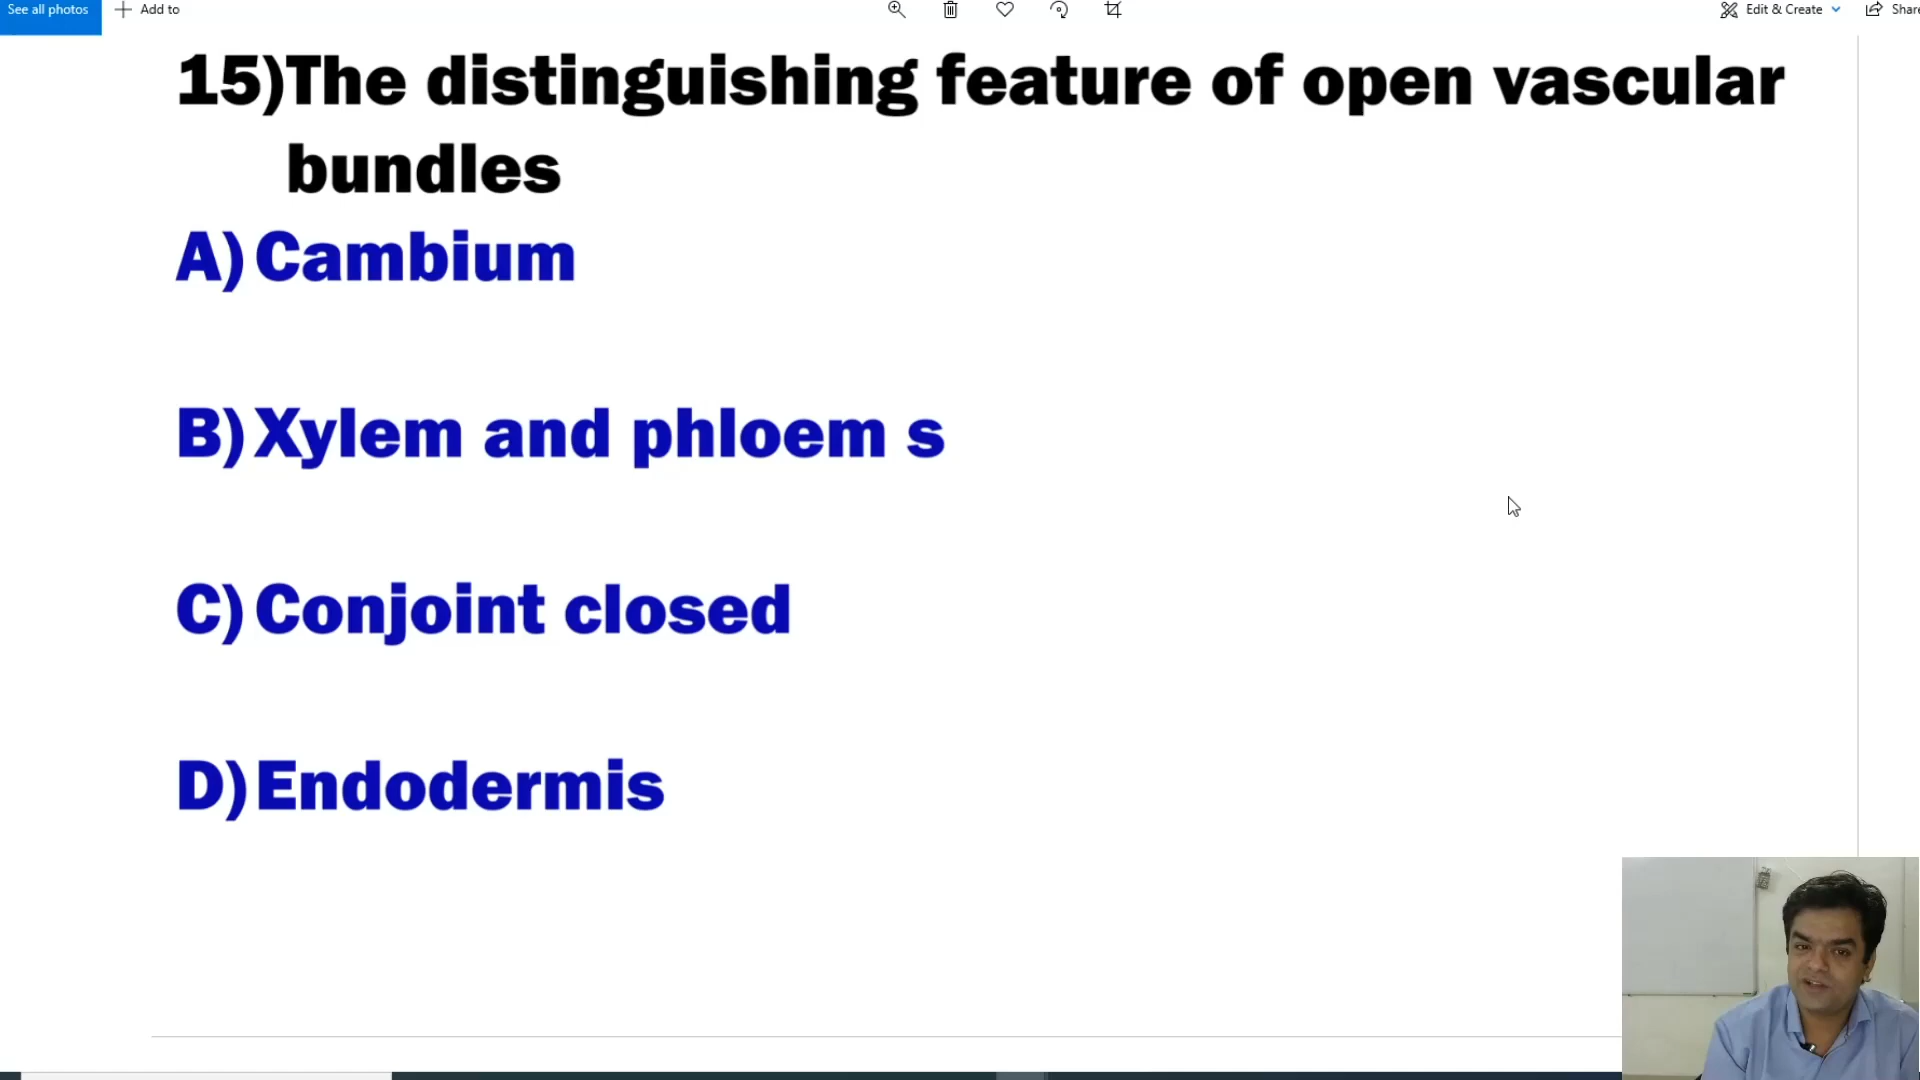 See all photos + Add to Edit & Create Share
15)The distinguishing feature of open vascular
bundles
A) Cambium
B) Xylem and phloem s
C) Conjoint closed
D) Endodermis